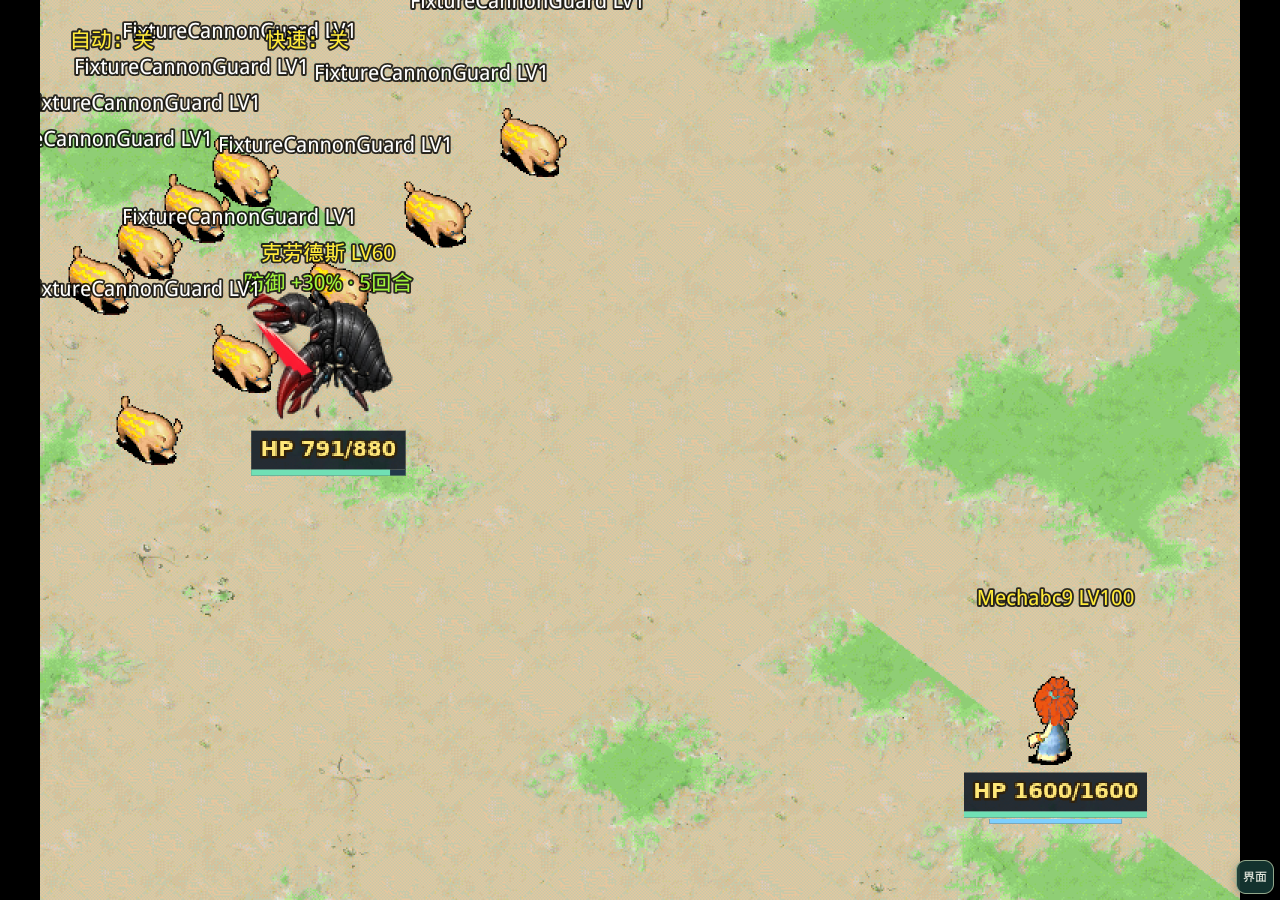 FixtureCannonGuard LV1
FixtureCannonGuard LV1
自动：关
快速：关
FixtureCannonGuard LV1
FixtureCannonGuard LV1
xtureCannonGuard LV1
eCannonGuard LV1
FixtureCannonGuard LV1
FixtureCannonGuard LV1
克劳德斯 LV60
防御 +30% · 5回合
xtureCannonGuard LV1
HP 791/880
Mechabc9 LV100
HP 1600/1600
界面